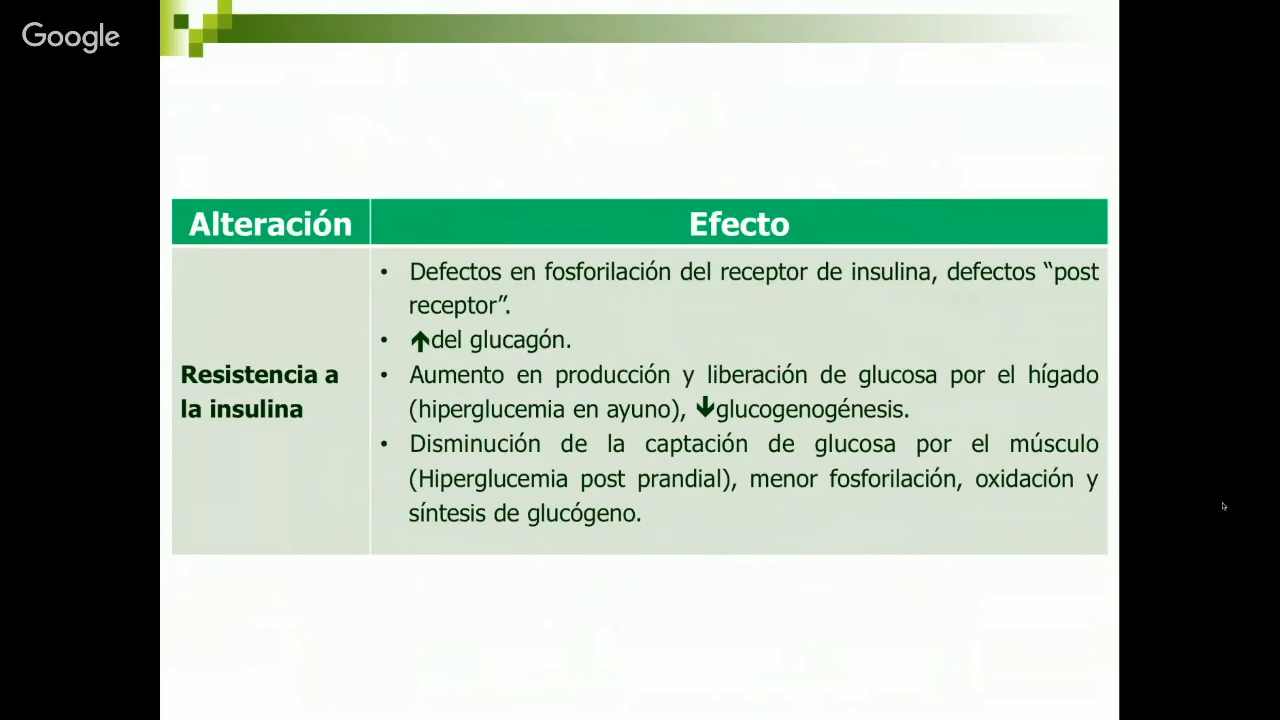 Google
Alteración
Efecto
• Defectos en fosforilación del receptor de insulina, defectos “post
receptor”.
• 🡅del glucagón.
Resistencia a
la insulina
• Aumento en producción y liberación de glucosa por el hígado
(hiperglucemia en ayuno), 🡇glucogenogénesis.
• Disminución de la captación de glucosa por el músculo
(Hiperglucemia post prandial), menor fosforilación, oxidación y
síntesis de glucógeno.